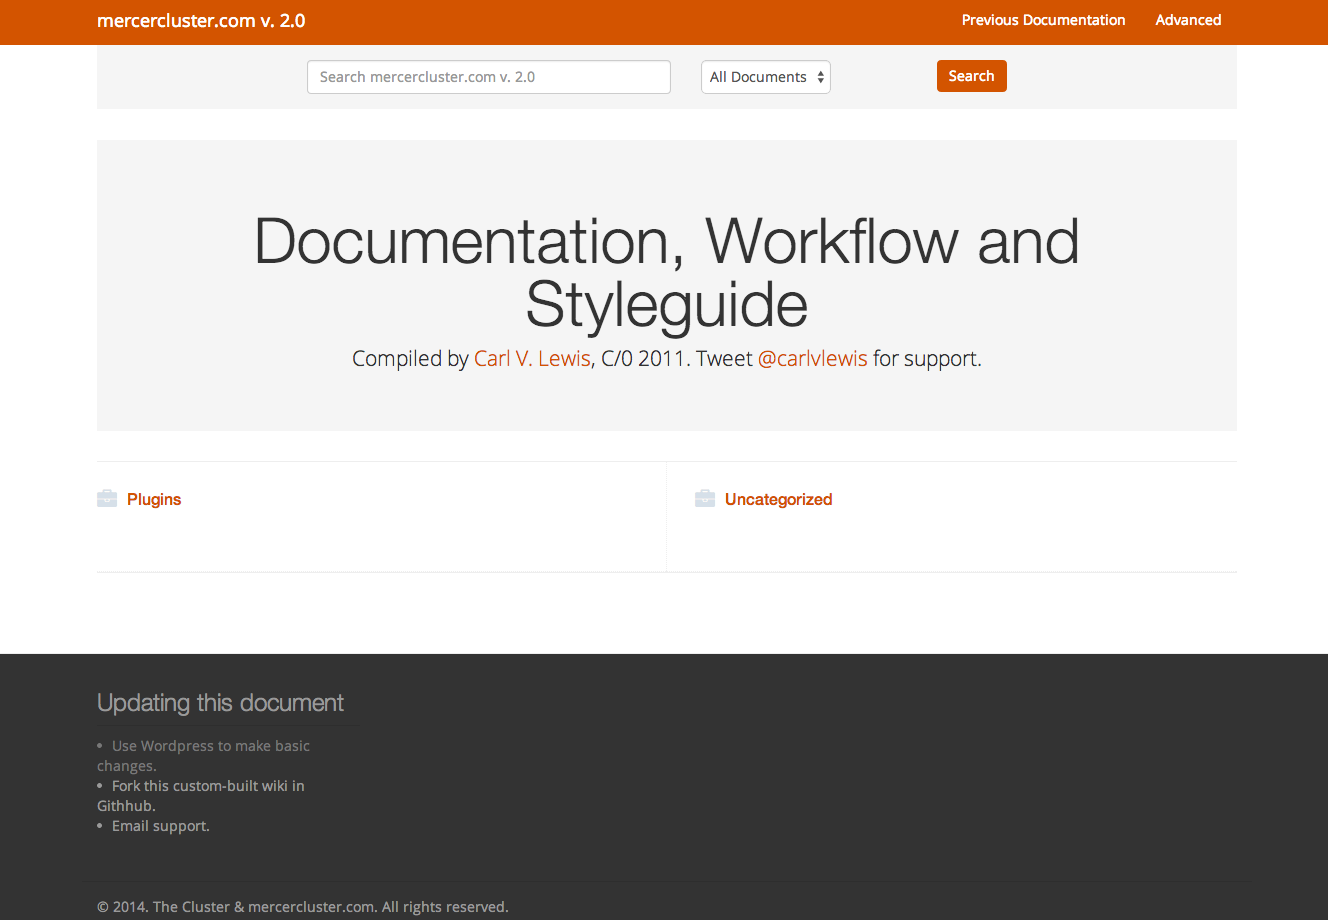 mercercluster.com v. 2.0
Previous Documentation
Advanced
Search mercercluster.com v. 2.0
All Documents
Search
Documentation, Workflow and
Styleguide
Compiled by Carl V. Lewis, C/0 2011. Tweet @carlvlewis for support.
Plugins
Uncategorized
Updating this document
• Use Wordpress to make basic
changes.
• Fork this custom-built wiki in
Githhub.
• Email support.
© 2014. The Cluster & mercercluster.com. All rights reserved.